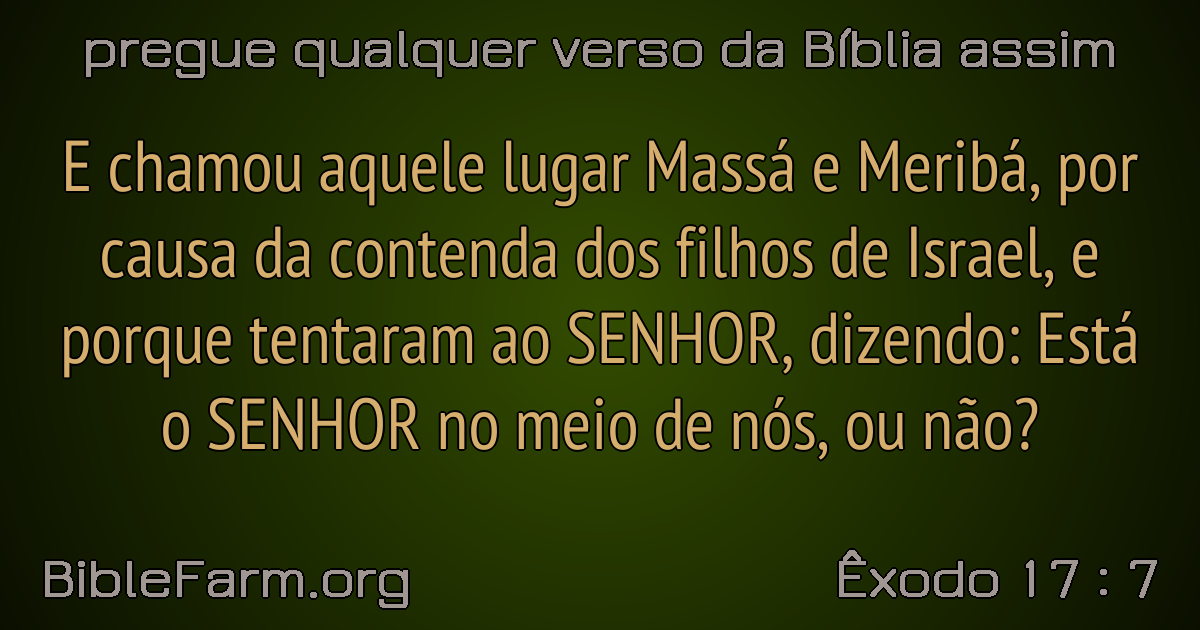 pregue qualquer verso da Bíblia assim
E chamou aquele lugar Massá e Meribá, por
causa da contenda dos filhos de Israel, e
porque tentaram ao SENHOR, dizendo: Está
o SENHOR no meio de nós, ou não?
BibleFarm.org
Êxodo 17 : 7